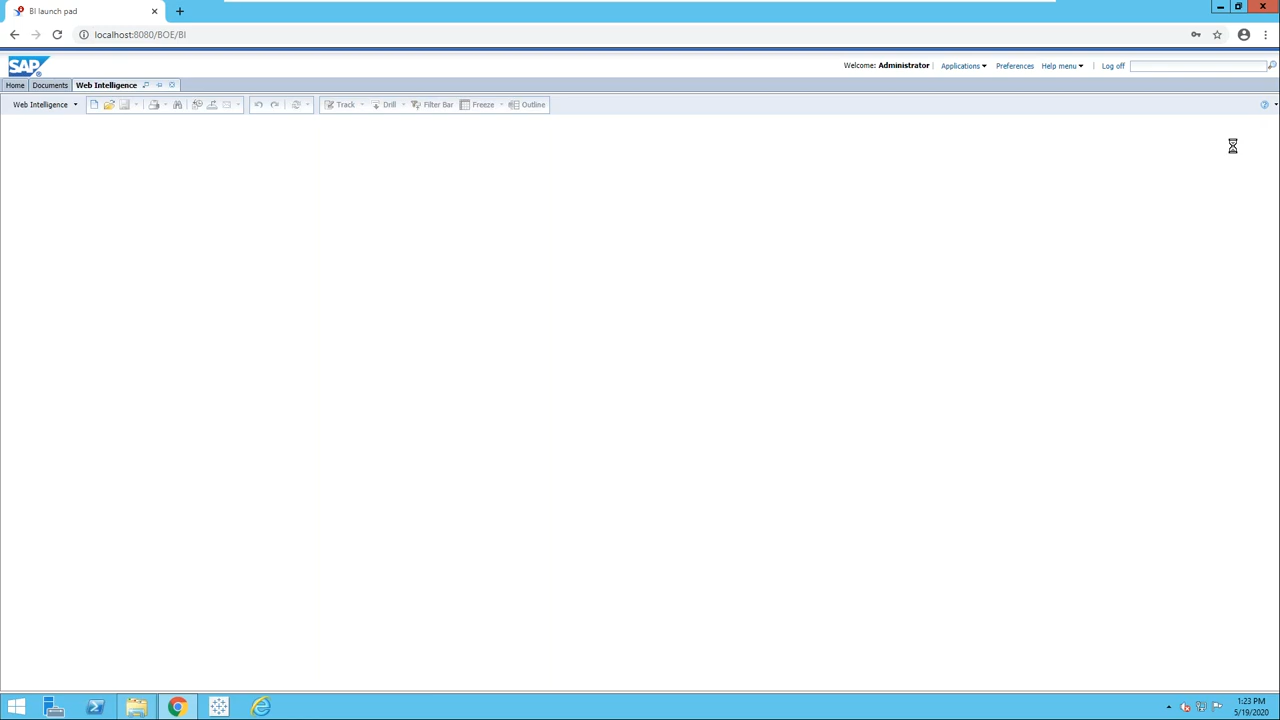 BI launch pad
localhost:8080/BOE/BI
SAP
Welcome: Administrator
Applications
Preferences
Help menu
Log off
Home
Documents
Web Intelligence
Web Intelligence
Track
Drill
Filter Bar
Freeze
Outline
1:23 PM
5/19/2020